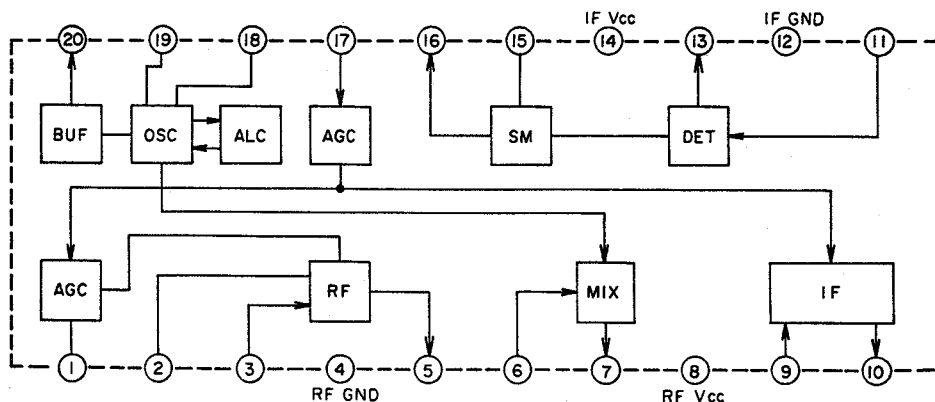 IF Vcc IF GND
20 19 18 17 16 15 14 13 12 11
BUF OSC ALC AGC SM DET
AGC RF MIX IF
1 2 3 4 5 6 7 8 9 10
RF GND RF Vcc